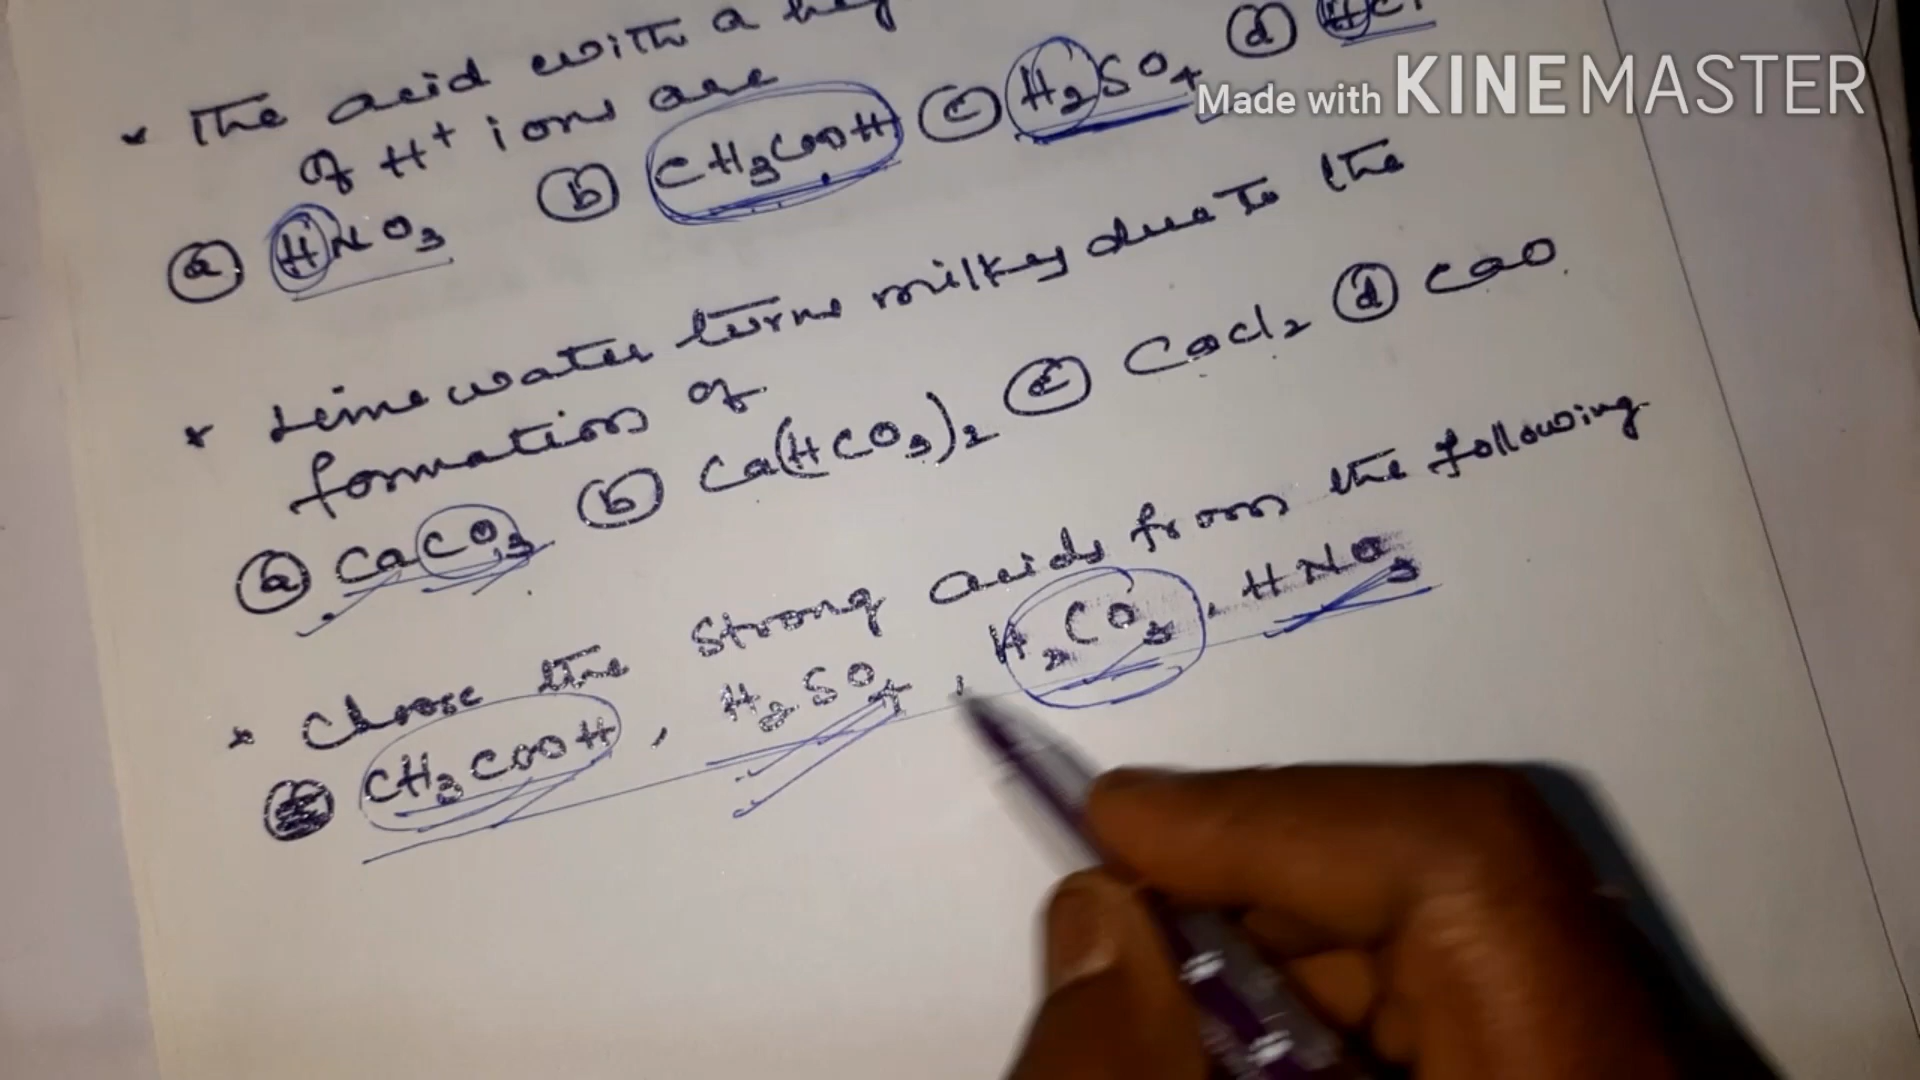 * The acid with a
of H+ ions are
(a) HNO3 (b) CH3COOH (c) H2SO4 (d) HCl
Made with KINEMASTER
* Lime water turns milky due to the
formation of
(a) CaCO3 (b) Ca(HCO3)2 (c) CaCl2 (d) CaO
* Choose the strong acids from the following
CH3COOH, H2SO4, H2CO3, HNO3